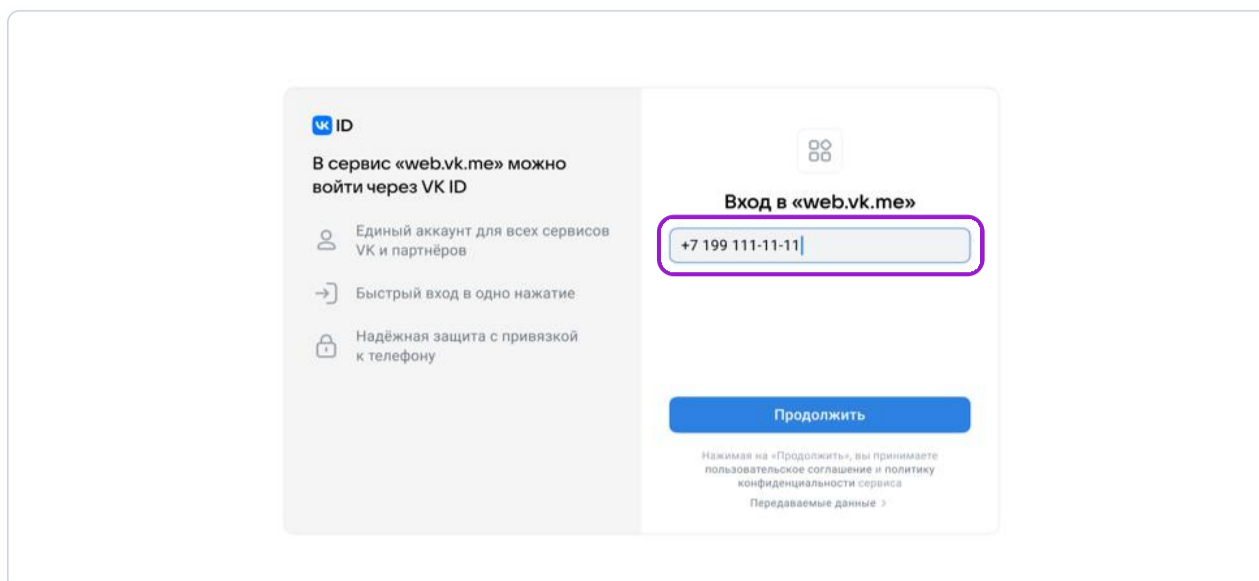 VK ID
В сервис «web.vk.me» можно
войти через VK ID
Единый аккаунт для всех сервисов
VK и партнёров
Быстрый вход в одно нажатие
Надёжная защита с привязкой
к телефону
Вход в «web.vk.me»
+7 199 111-11-11
Продолжить
Нажимая на «Продолжить», вы принимаете
пользовательское соглашение и политику
конфиденциальности сервиса
Передаваемые данные >